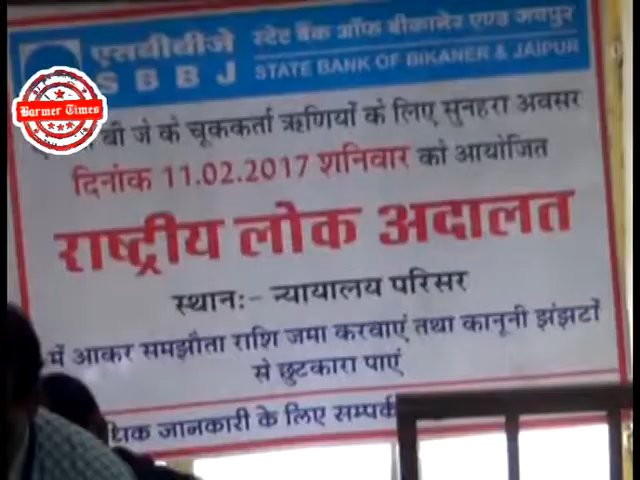 एसबीबीजे स्टेट बैंक ऑफ बीकानेर एण्ड जयपुर
SBBJ STATE BANK OF BIKANER & JAIPUR
Barmer Times
बी जे के चूककर्ता ऋणियों के लिए सुनहरा अवसर
दिनांक 11.02.2017 शनिवार को आयोजित
राष्ट्रीय लोक अदालत
स्थान:- न्यायालय परिसर
में आकर समझौता राशि जमा करवाएं तथा कानूनी झंझटों
से छुटकारा पाएं
जानकारी के लिए सम्पर्क